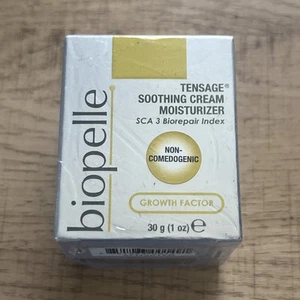 biopelle
TENSAGE®
SOOTHING CREAM
MOISTURIZER
SCA 3 Biorepair Index
NON-
COMEDOGENIC
GROWTH FACTOR
30 g (1 oz) ℮